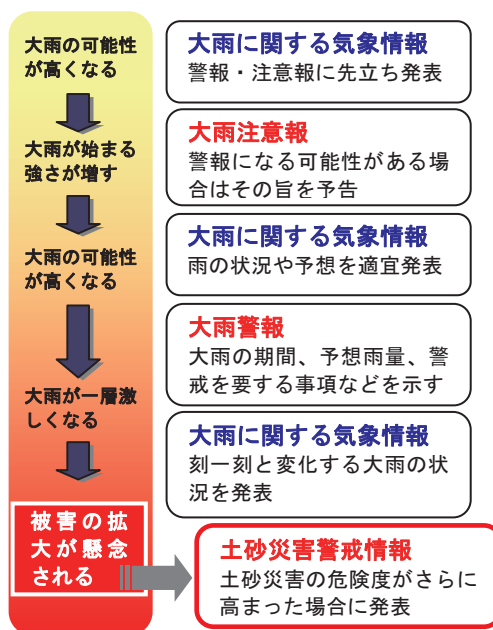 大雨の可能性
が高くなる
大雨に関する気象情報
警報・注意報に先立ち発表
大雨が始まる
強さが増す
大雨注意報
警報になる可能性がある場
合はその旨を予告
大雨の可能性
が高くなる
大雨に関する気象情報
雨の状況や予想を適宜発表
大雨警報
大雨の期間、予想雨量、警
戒を要する事項などを示す
大雨が一層激
しくなる
大雨に関する気象情報
刻一刻と変化する大雨の状
況を発表
被害の拡
大が懸念
される
土砂災害警戒情報
土砂災害の危険度がさらに
高まった場合に発表